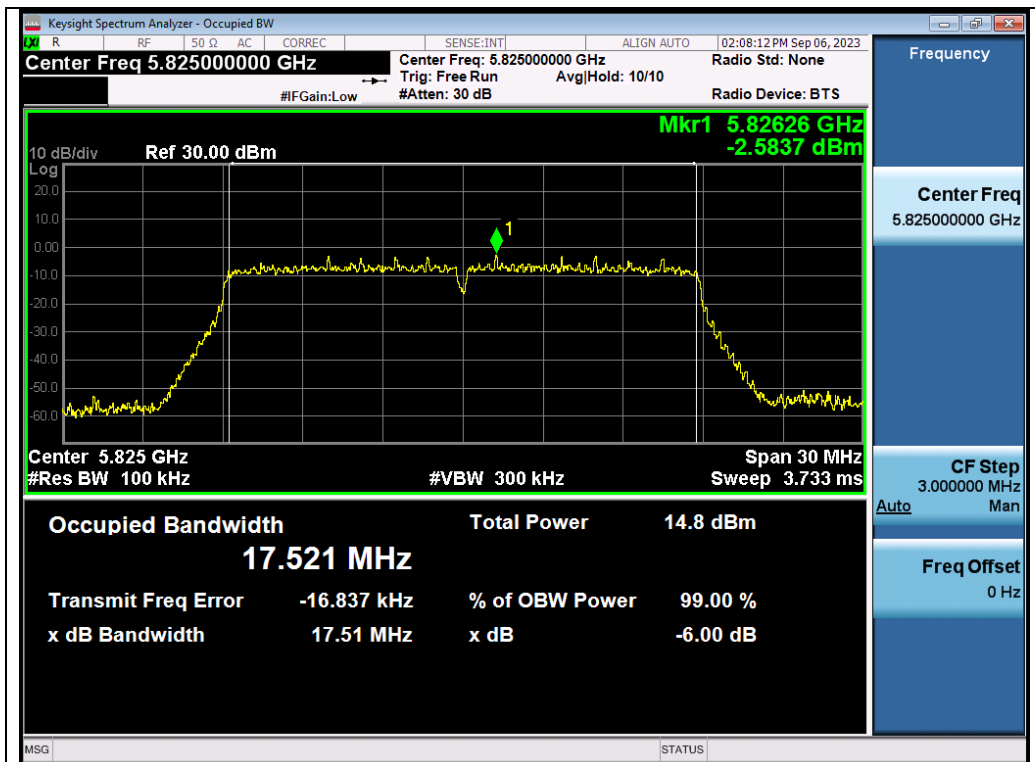 Keysight Spectrum Analyzer - Occupied BW
LXI R RF 50 Ω AC CORREC SENSE:INT ALIGN AUTO 02:08:12 PM Sep 06, 2023
Center Freq 5.825000000 GHz
Center Freq: 5.825000000 GHz
Radio Std: None
Trig: Free Run Avg|Hold: 10/10
#IFGain:Low
#Atten: 30 dB
Radio Device: BTS
Frequency
Mkr1 5.82626 GHz
-2.5837 dBm
10 dB/div Ref 30.00 dBm
Log
20.0
10.0
0.00
-10.0
-20.0
-30.0
-40.0
-50.0
-60.0
1
Center 5.825 GHz
Span 30 MHz
#Res BW 100 kHz
#VBW 300 kHz
Sweep 3.733 ms
Center Freq
5.825000000 GHz
CF Step
3.000000 MHz
Auto Man
Freq Offset
0 Hz
Occupied Bandwidth
17.521 MHz
Total Power 14.8 dBm
Transmit Freq Error -16.837 kHz
% of OBW Power 99.00 %
x dB Bandwidth 17.51 MHz
x dB -6.00 dB
MSG
STATUS